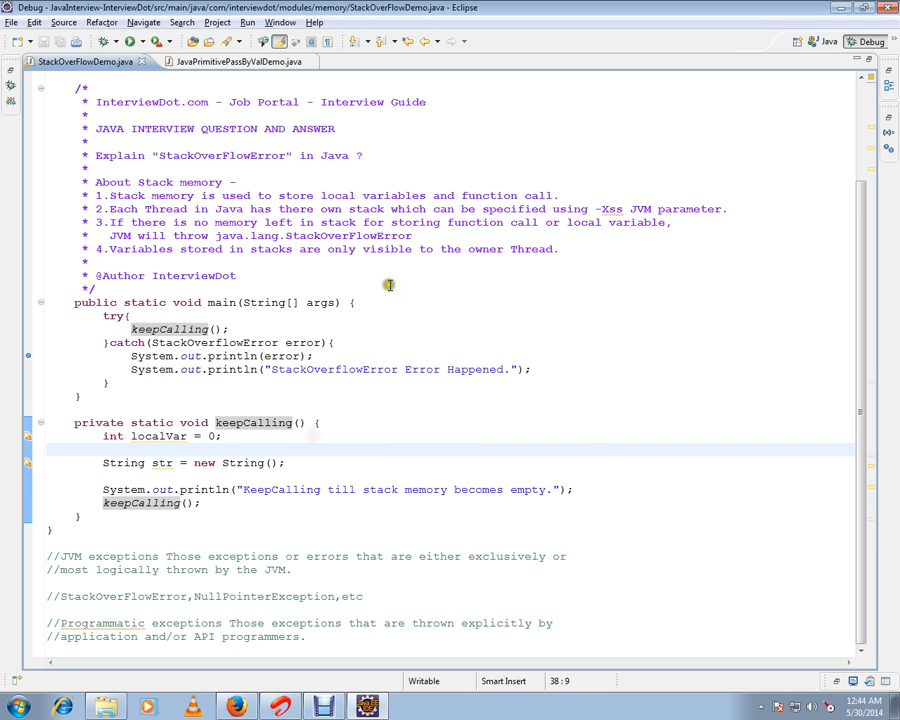 Debug - JavaInterview-InterviewDot/src/main/java/com/interviewdot/modules/memory/StackOverFlowDemo.java - Eclipse
File Edit Source Refactor Navigate Search Project Run Window Help
Java Debug
StackOverFlowDemo.java JavaPrimitivePassByValDemo.java
/*
* InterviewDot.com - Job Portal - Interview Guide
*
* JAVA INTERVIEW QUESTION AND ANSWER
*
* Explain "StackOverFlowError" in Java ?
*
* About Stack memory -
* 1.Stack memory is used to store local variables and function call.
* 2.Each Thread in Java has there own stack which can be specified using -Xss JVM parameter.
* 3.If there is no memory left in stack for storing function call or local variable,
* JVM will throw java.lang.StackOverFlowError
* 4.Variables stored in stacks are only visible to the owner Thread.
*
* @Author InterviewDot
*/
public static void main(String[] args) {
try{
keepCalling();
}catch(StackOverflowError error){
System.out.println(error);
System.out.println("StackOverflowError Error Happened.");
}
}
private static void keepCalling() {
int localVar = 0;
String str = new String();
System.out.println("KeepCalling till stack memory becomes empty.");
keepCalling();
}
}
//JVM exceptions Those exceptions or errors that are either exclusively or
//most logically thrown by the JVM.
//StackOverFlowError,NullPointerException,etc
//Programmatic exceptions Those exceptions that are thrown explicitly by
//application and/or API programmers.
Writable Smart Insert 38 : 9
12:44 AM
5/30/2014